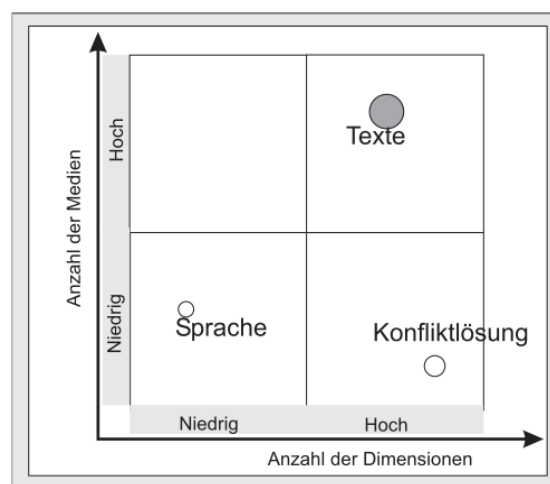 Anzahl der Medien
Hoch
Niedrig
Texte
Sprache
Konfliktlösung
Niedrig
Hoch
Anzahl der Dimensionen